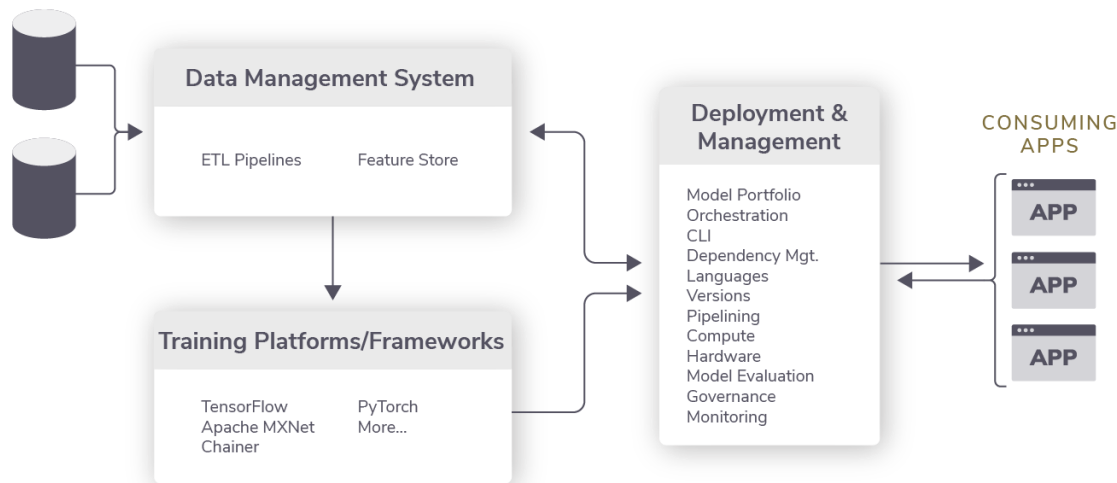 Data Management System
ETL Pipelines
Feature Store
Training Platforms/Frameworks
TensorFlow
Apache MXNet
Chainer
PyTorch
More...
Deployment &
Management
Model Portfolio
Orchestration
CLI
Dependency Mgt.
Languages
Versions
Pipelining
Compute
Hardware
Model Evaluation
Governance
Monitoring
CONSUMING
APPS
APP
APP
APP